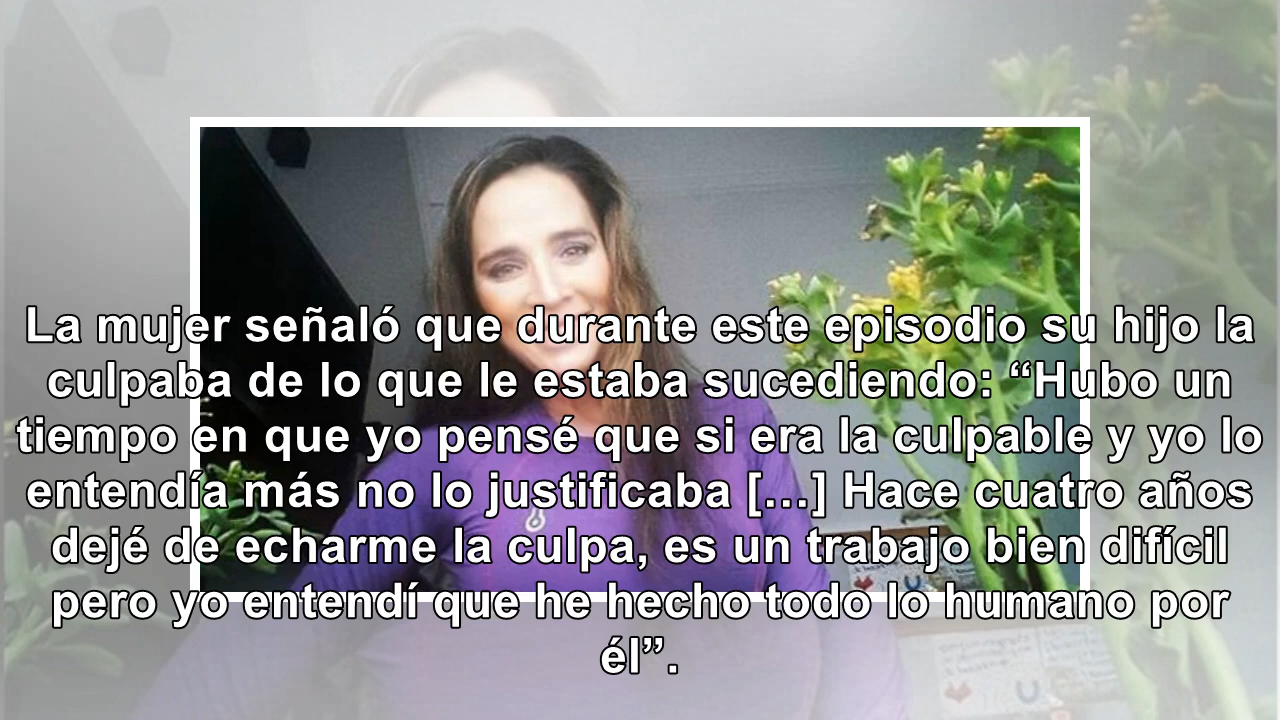 La mujer señaló que durante este episodio su hijo la
culpaba de lo que le estaba sucediendo: “Hubo un
tiempo en que yo pensé que si era la culpable y yo lo
entendía más no lo justificaba [...] Hace cuatro años
dejé de echarme la culpa, es un trabajo bien difícil
pero yo entendí que he hecho todo lo humano por
él”.